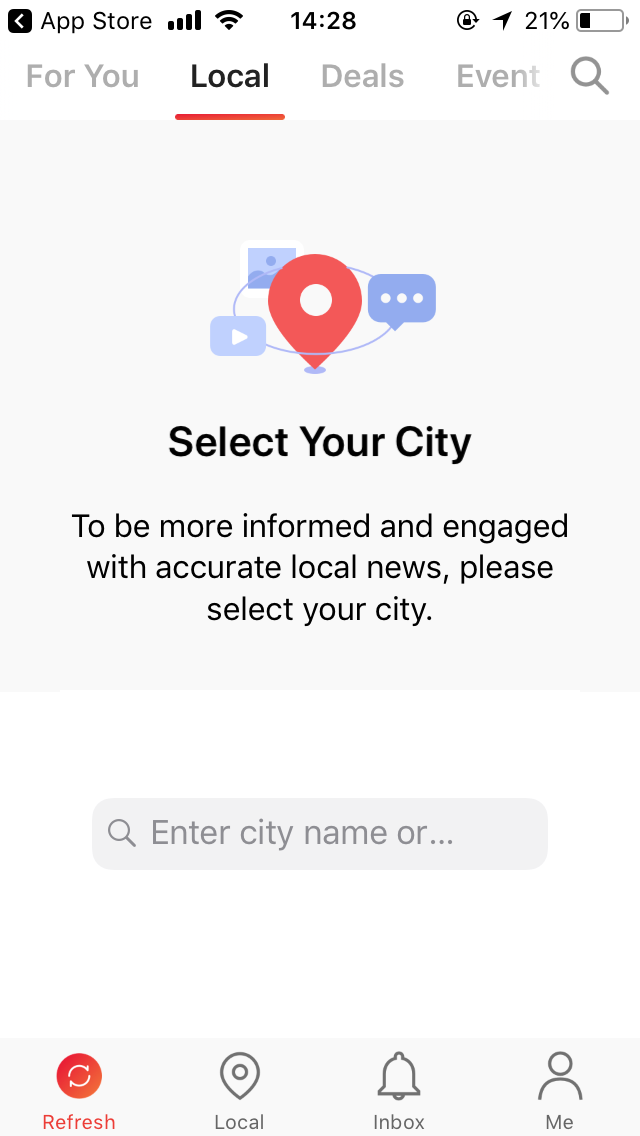 App Store 14:28 21%
For You Local Deals Event
Select Your City
To be more informed and engaged
with accurate local news, please
select your city.
Enter city name or...
Refresh Local Inbox Me